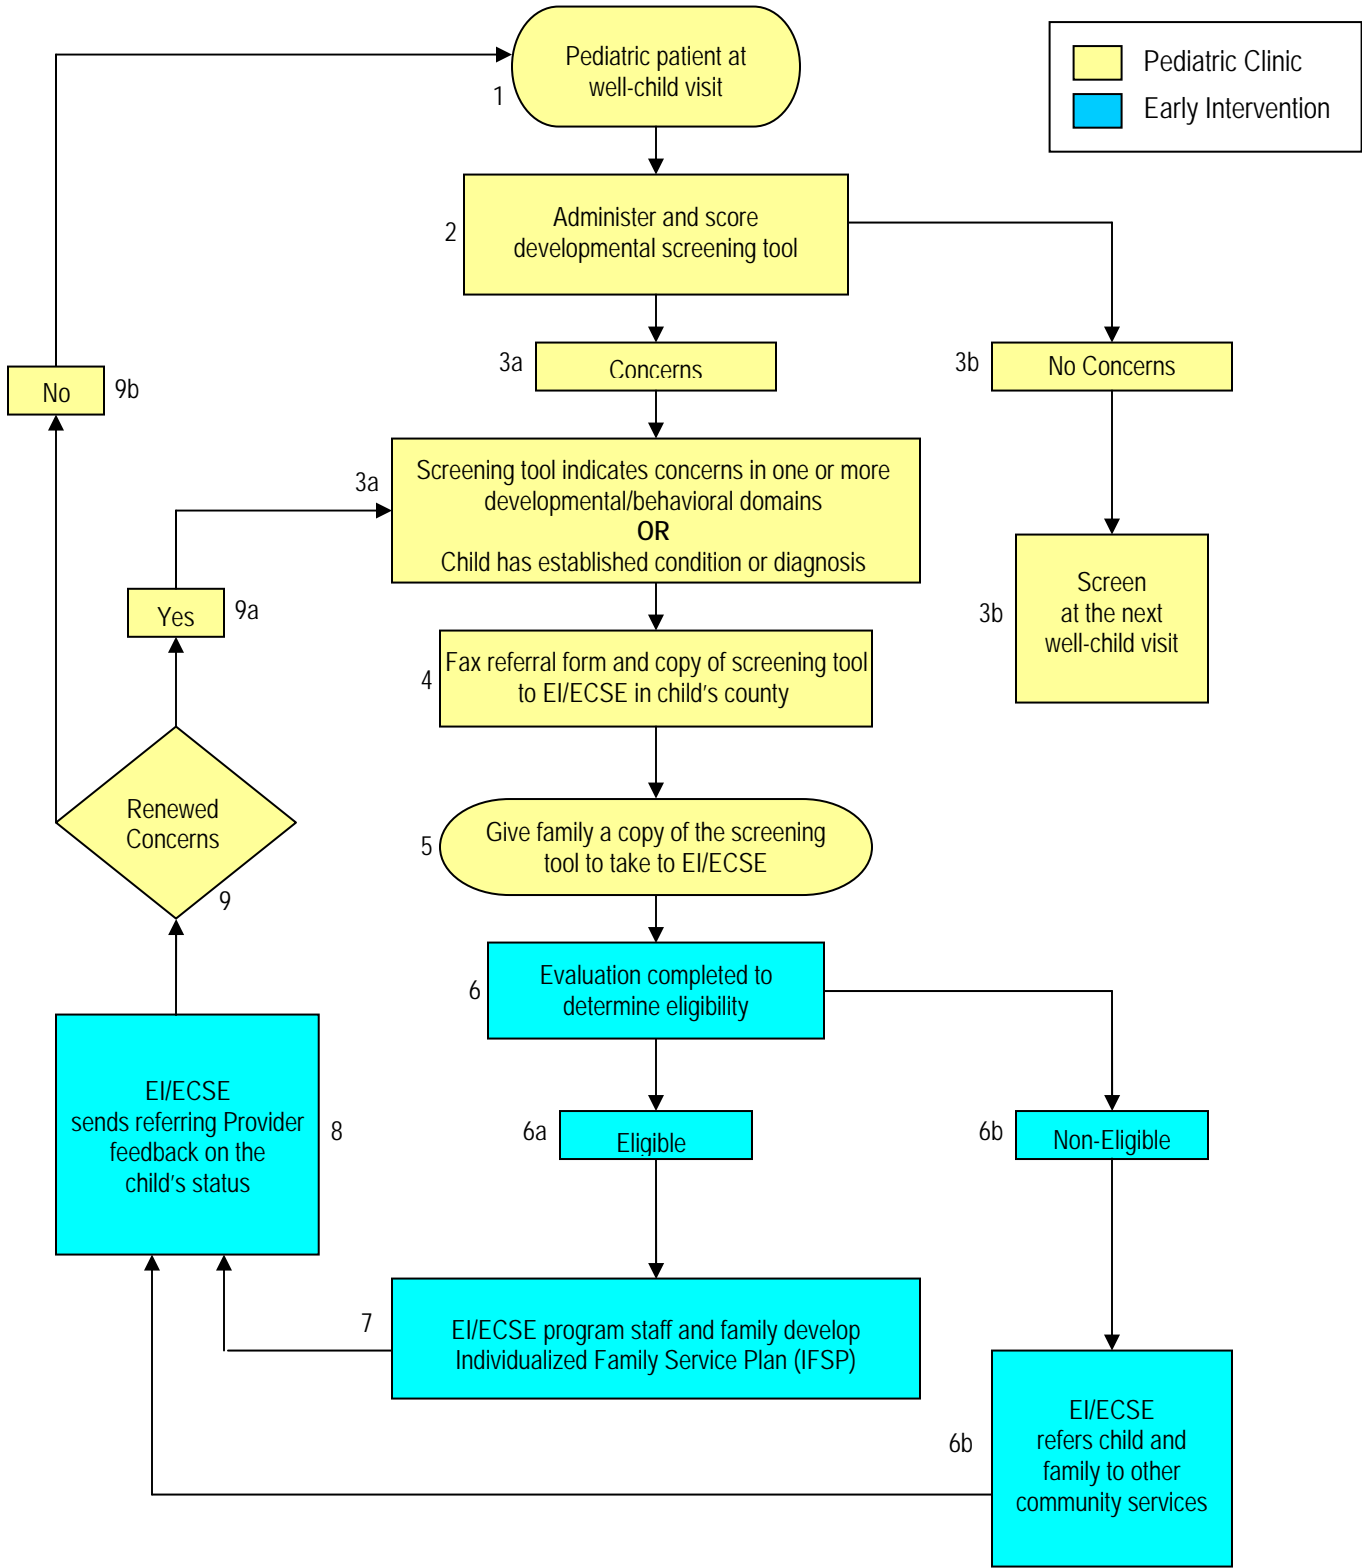 Pediatric patient at
well-child visit
1
Pediatric Clinic
Early Intervention
2
Administer and score
developmental screening tool
3a
Concerns
3b
No Concerns
No
9b
3a
Screening tool indicates concerns in one or more
developmental/behavioral domains
OR
Child has established condition or diagnosis
3b
Screen
at the next
well-child visit
Yes
9a
4
Fax referral form and copy of screening tool
to EI/ECSE in child's county
Renewed
Concerns
9
5
Give family a copy of the screening
tool to take to EI/ECSE
6
Evaluation completed to
determine eligibility
EI/ECSE
sends referring Provider
feedback on the
child's status
8
6a
Eligible
6b
Non-Eligible
7
EI/ECSE program staff and family develop
Individualized Family Service Plan (IFSP)
6b
EI/ECSE
refers child and
family to other
community services